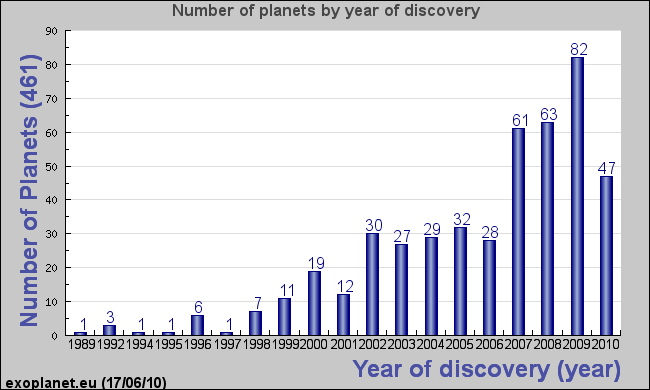 Number of planets by year of discovery
Number of Planets (461)
90
80
70
60
50
40
30
20
10
0
1 3 1 1 6 1 7 11 19 12 30 27 29 32 28 61 63 82 47
1989 1992 1994 1995 1996 1997 1998 1999 2000 2001 2002 2003 2004 2005 2006 2007 2008 2009 2010
Year of discovery (year)
exoplanet.eu (17/06/10)